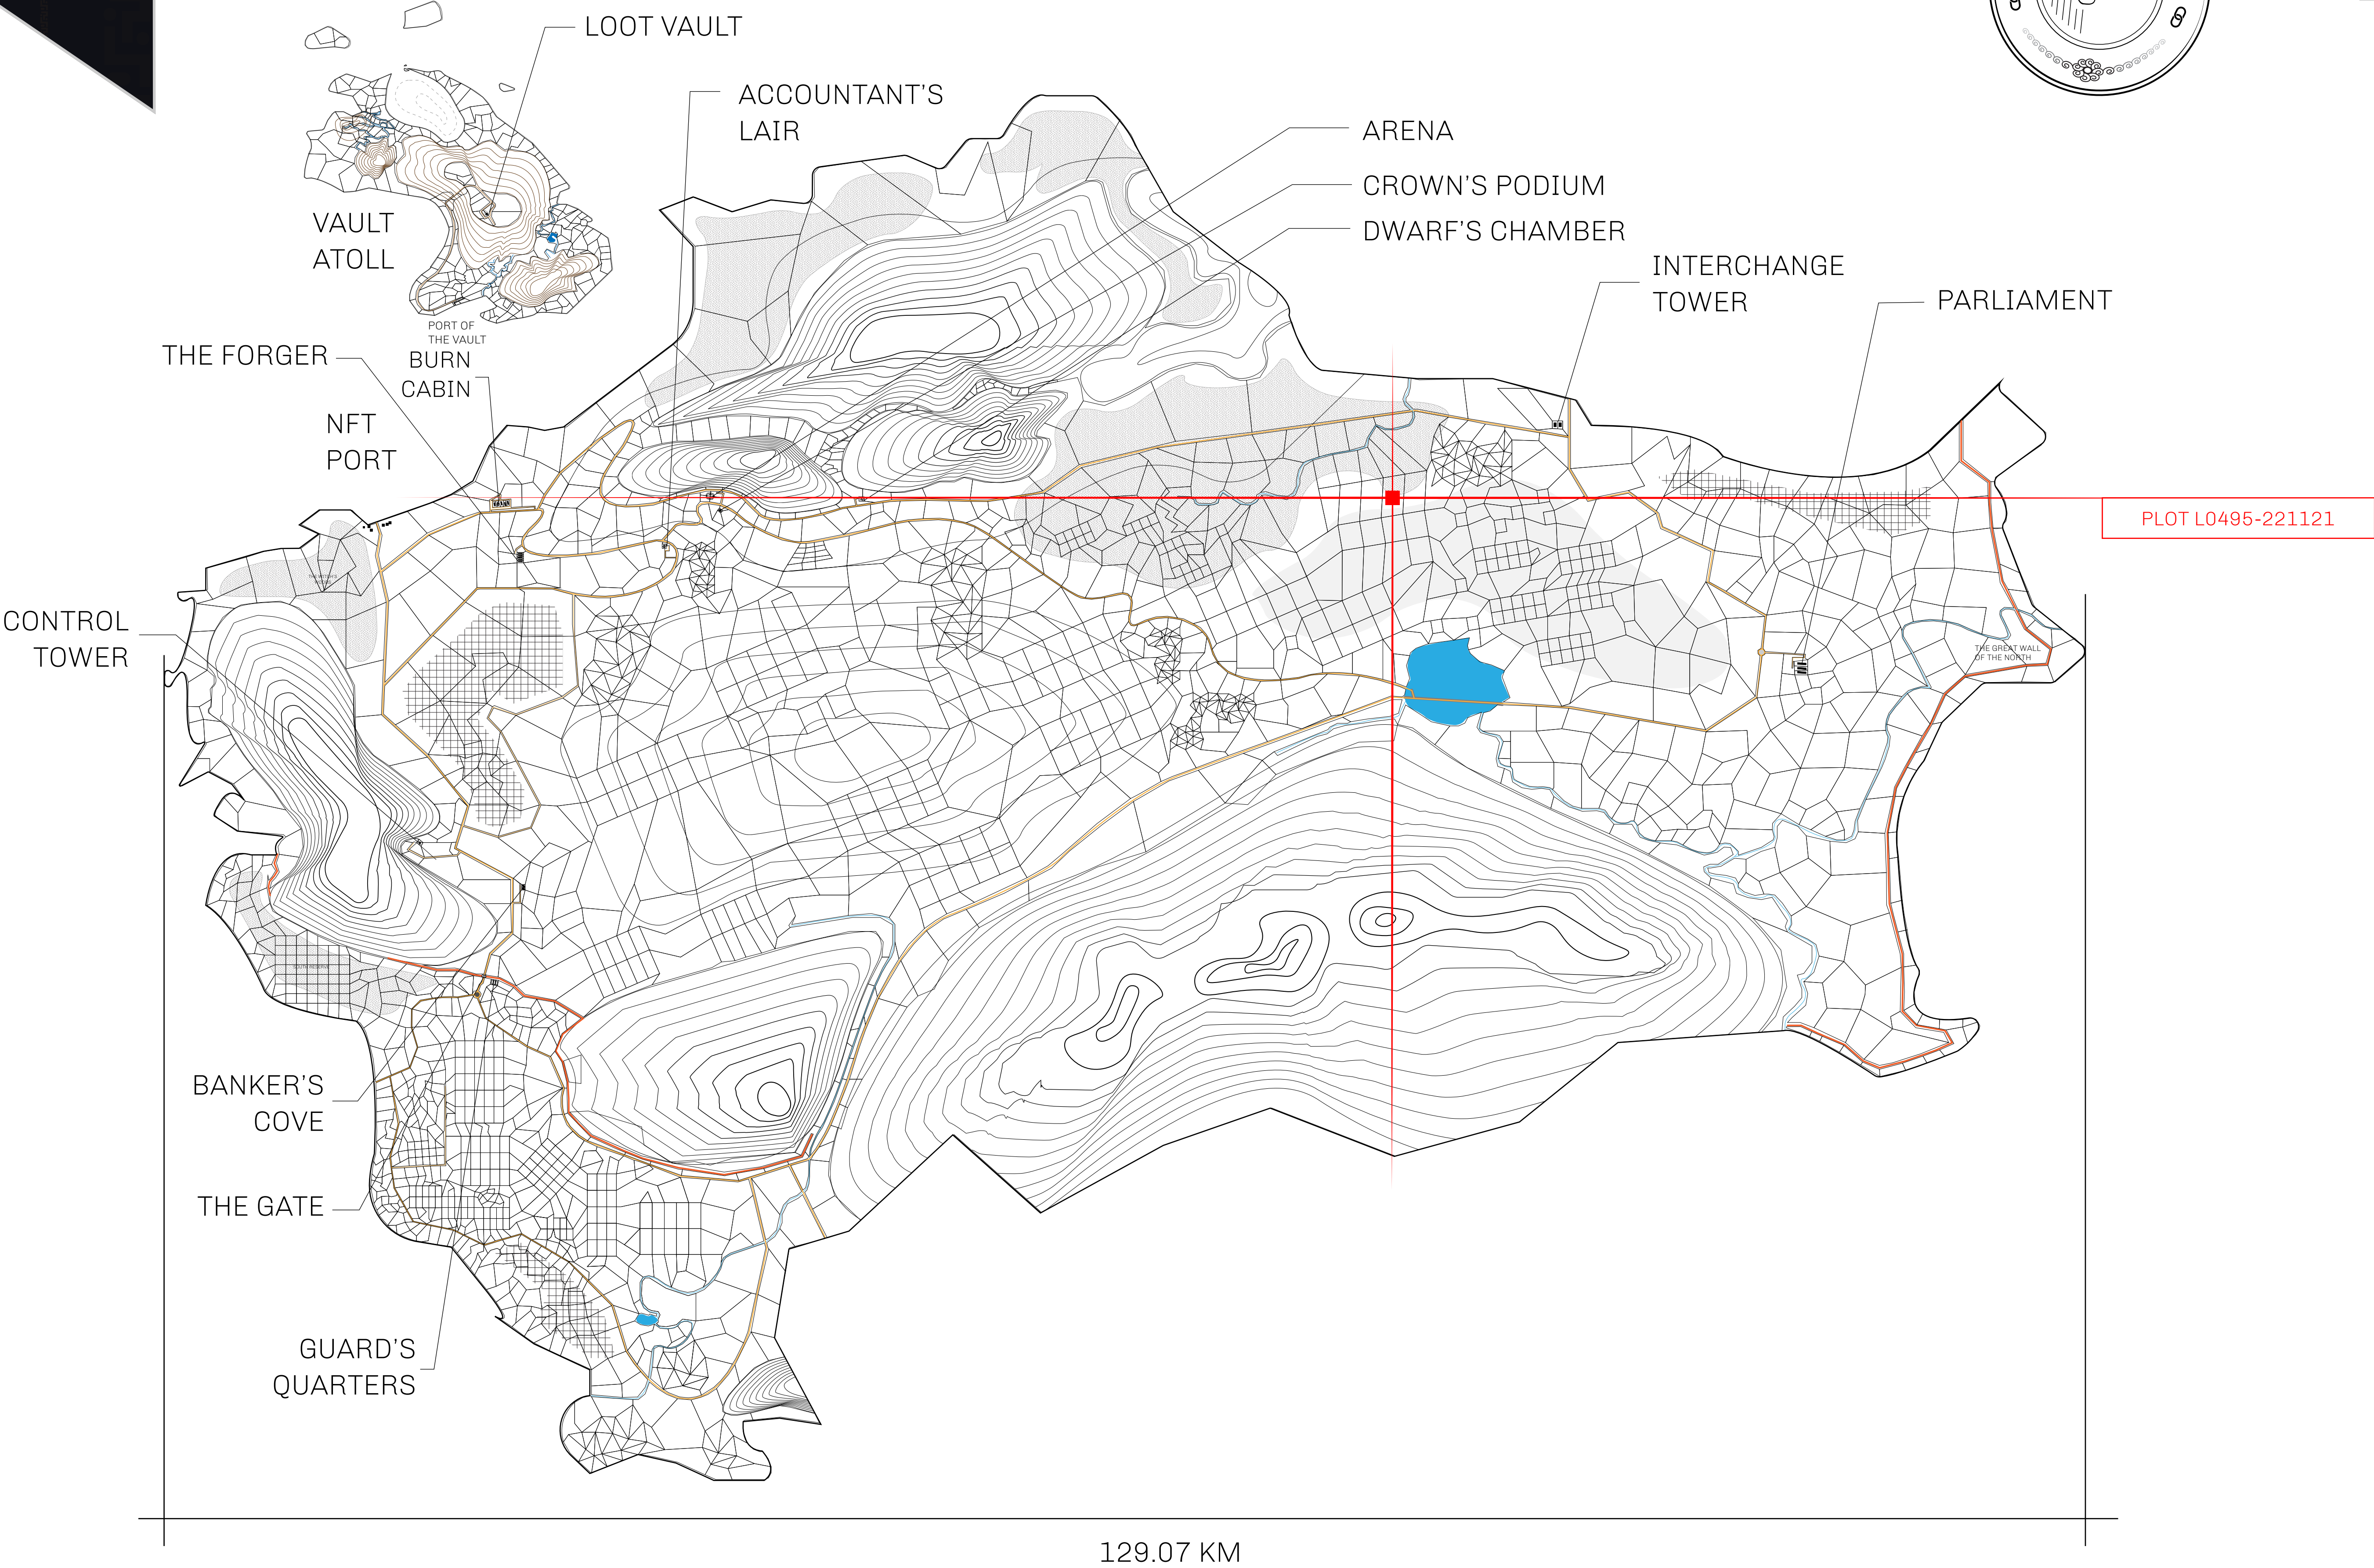 LOOT VAULT
ACCOUNTANT'S
LAIR
ARENA
CROWN'S PODIUM
DWARF'S CHAMBER
VAULT
ATOLL
INTERCHANGE
TOWER
PARLIAMENT
PORT OF
THE VAULT
THE FORGER
BURN
CABIN
NFT
PORT
PLOT L0495-221121
CONTROL
TOWER
THE GREAT WALL
OF THE NORTH
SOUTH RESERVE
BANKER'S
COVE
THE GATE
GUARD'S
QUARTERS
129.07 KM